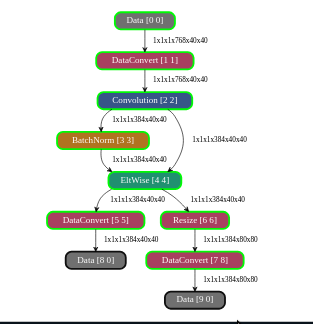 Data [0 0]
1x1x1x768x40x40
DataConvert [1 1]
1x1x1x768x40x40
Convolution [2 2]
1x1x1x384x40x40
BatchNorm [3 3]
1x1x1x384x40x40
1x1x1x384x40x40
EltWise [4 4]
1x1x1x384x40x40
1x1x1x384x40x40
DataConvert [5 5]
Resize [6 6]
1x1x1x384x40x40
1x1x1x384x80x80
Data [8 0]
DataConvert [7 8]
1x1x1x384x80x80
Data [9 0]